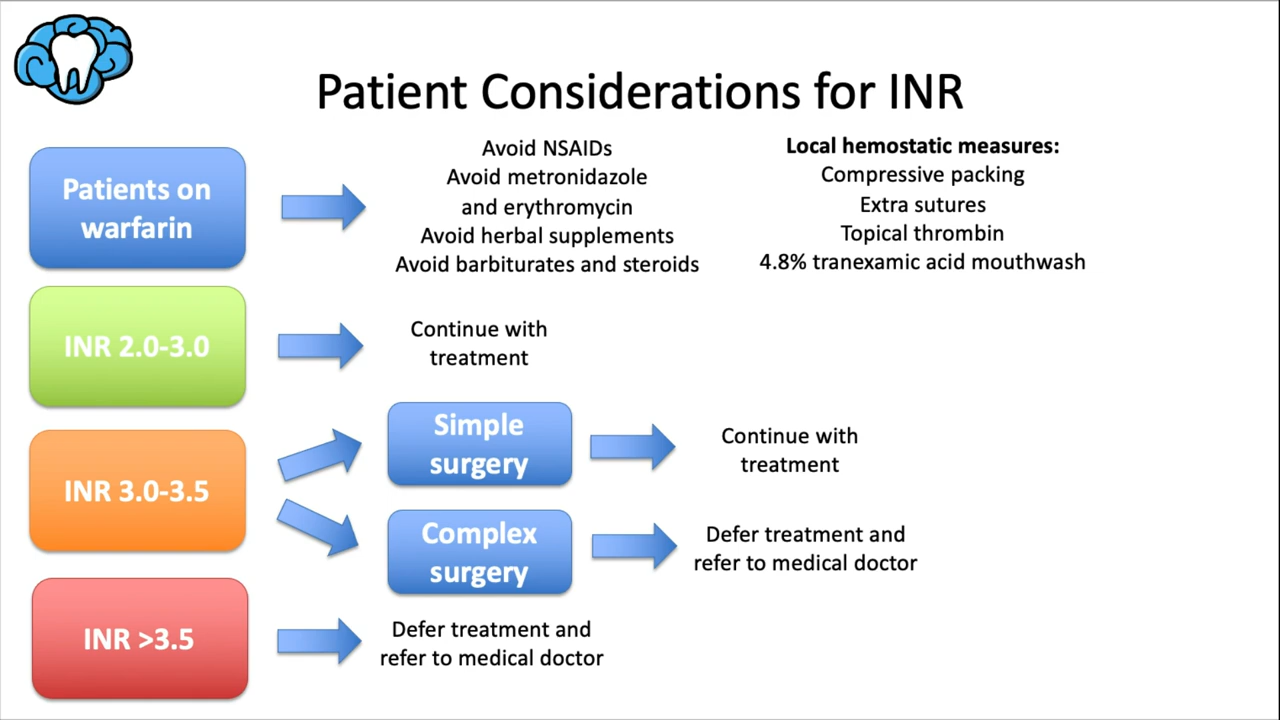 Patient Considerations for INR
Patients on
warfarin
Avoid NSAIDs
Avoid metronidazole
and erythromycin
Avoid herbal supplements
Avoid barbiturates and steroids
Local hemostatic measures:
Compressive packing
Extra sutures
Topical thrombin
4.8% tranexamic acid mouthwash
INR 2.0-3.0
Continue with
treatment
INR 3.0-3.5
Simple
surgery
Continue with
treatment
Complex
surgery
Defer treatment and
refer to medical doctor
INR >3.5
Defer treatment and
refer to medical doctor